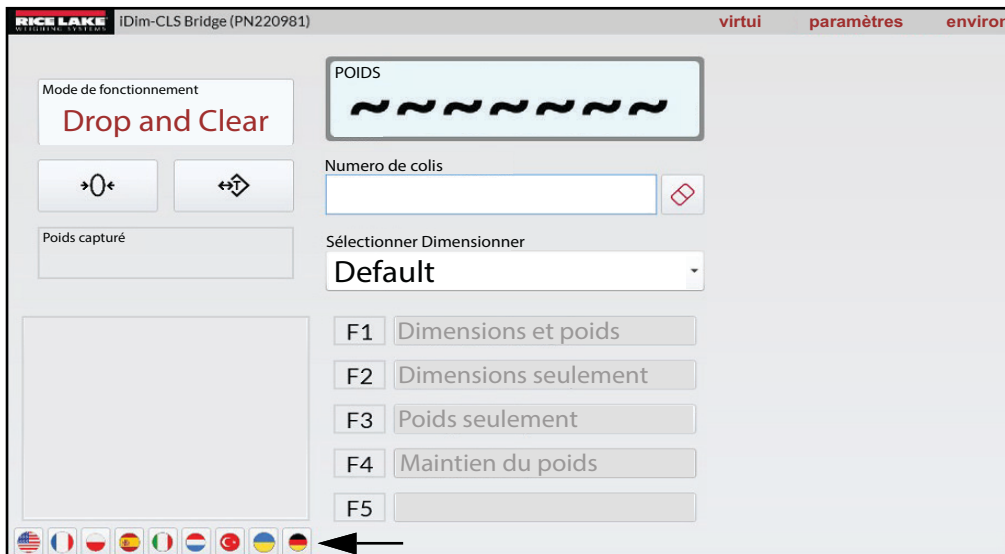 RICE LAKE iDim-CLS Bridge (PN220981) virtui paramètres environ
WEIGHING SYSTEMS
Mode de fonctionnement
Drop and Clear
POIDS
~~~~~~~
Numero de colis
Poids capturé
Sélectionner Dimensionner
Default
F1 Dimensions et poids
F2 Dimensions seulement
F3 Poids seulement
F4 Maintien du poids
F5